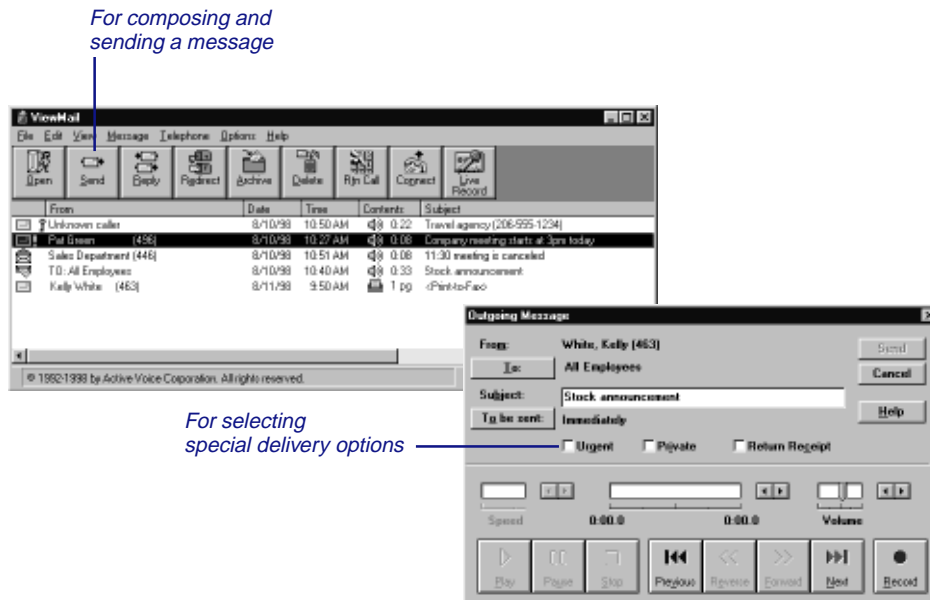 For composing and
sending a message
ViewMail
File Edit View Message Telephone Options Help
Open Send Reply Redirect Archive Delete Rtn Call Connect Live Record
From Date Time Contents Subject
Unknown caller 8/10/98 10:50 AM 0:22 Travel agency (206-555-1234)
Pat Green (496) 8/10/98 10:27 AM 0:08 Company meeting starts at 3pm today
Sales Department (446) 8/10/98 10:51 AM 0:08 11:30 meeting is canceled
TO: All Employees 8/10/98 10:40 AM 0:33 Stock announcement
Kelly White (463) 8/11/98 9:50 AM 1 pg <Print-to-Fax>
© 1992-1998 by Active Voice Corporation. All rights reserved.
Outgoing Message
From: White, Kelly (463) Send
To: All Employees Cancel
Subject: Stock announcement
To be sent: Immediately Help
For selecting
special delivery options
Urgent Private Return Receipt
Speed 0:00.0 0:00.0 Volume
Play Pause Stop Previous Reverse Forward Next Record